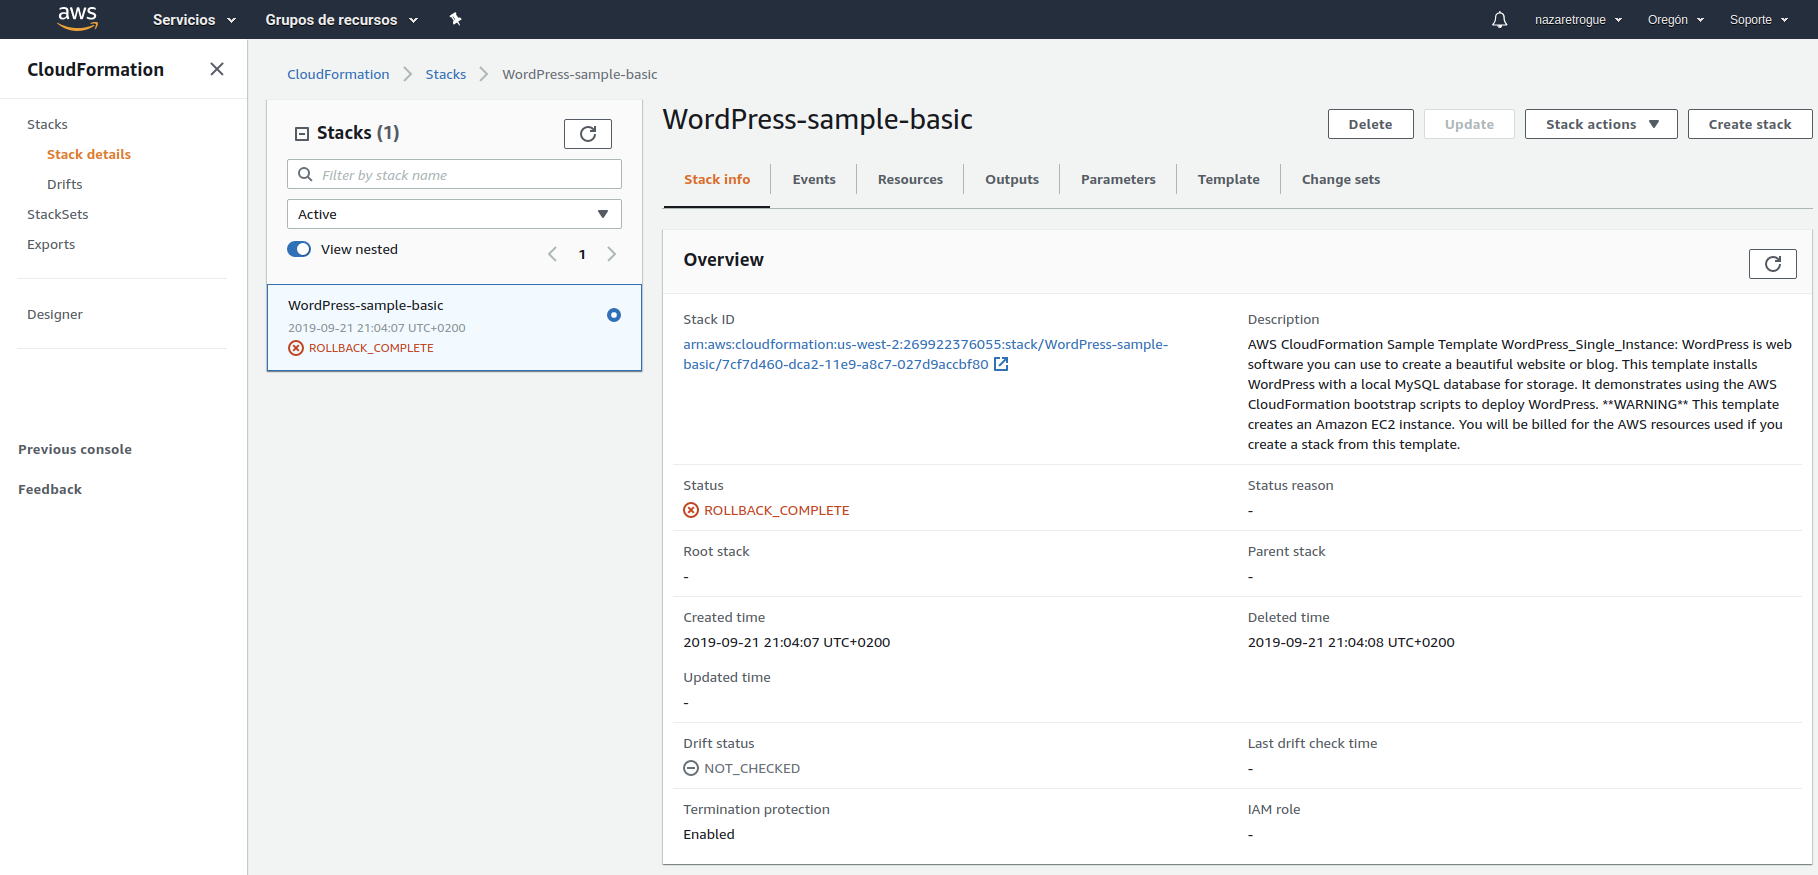 aws Servicios Grupos de recursos nazaretrogue Oregón Soporte
CloudFormation
Stacks
Stack details
Drifts
StackSets
Exports
Designer
Previous console
Feedback
CloudFormation Stacks WordPress-sample-basic
Stacks (1)
Filter by stack name
Active
View nested 1
WordPress-sample-basic
2019-09-21 21:04:07 UTC+0200
ROLLBACK_COMPLETE
WordPress-sample-basic
Delete Update Stack actions Create stack
Stack info Events Resources Outputs Parameters Template Change sets
Overview
Stack ID
arn:aws:cloudformation:us-west-2:269922376055:stack/WordPress-sample-
basic/7cf7d460-dca2-11e9-a8c7-027d9accbf80
Description
AWS CloudFormation Sample Template WordPress_Single_Instance: WordPress is web
software you can use to create a beautiful website or blog. This template installs
WordPress with a local MySQL database for storage. It demonstrates using the AWS
CloudFormation bootstrap scripts to deploy WordPress. **WARNING** This template
creates an Amazon EC2 instance. You will be billed for the AWS resources used if you
create a stack from this template.
Status
ROLLBACK_COMPLETE
Status reason
-
Root stack
-
Parent stack
-
Created time
2019-09-21 21:04:07 UTC+0200
Deleted time
2019-09-21 21:04:08 UTC+0200
Updated time
-
Drift status
NOT_CHECKED
Last drift check time
-
Termination protection
Enabled
IAM role
-